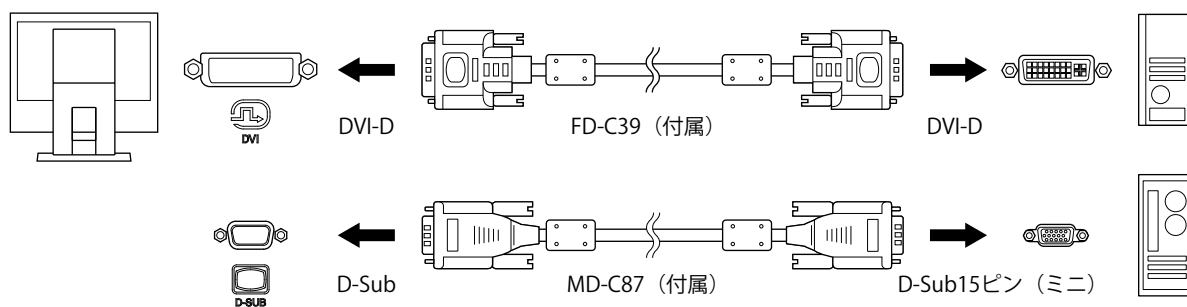 DVI-D
FD-C39（付属）
DVI-D
DVI
D-Sub
MD-C87（付属）
D-Sub15ピン（ミニ）
D-SUB